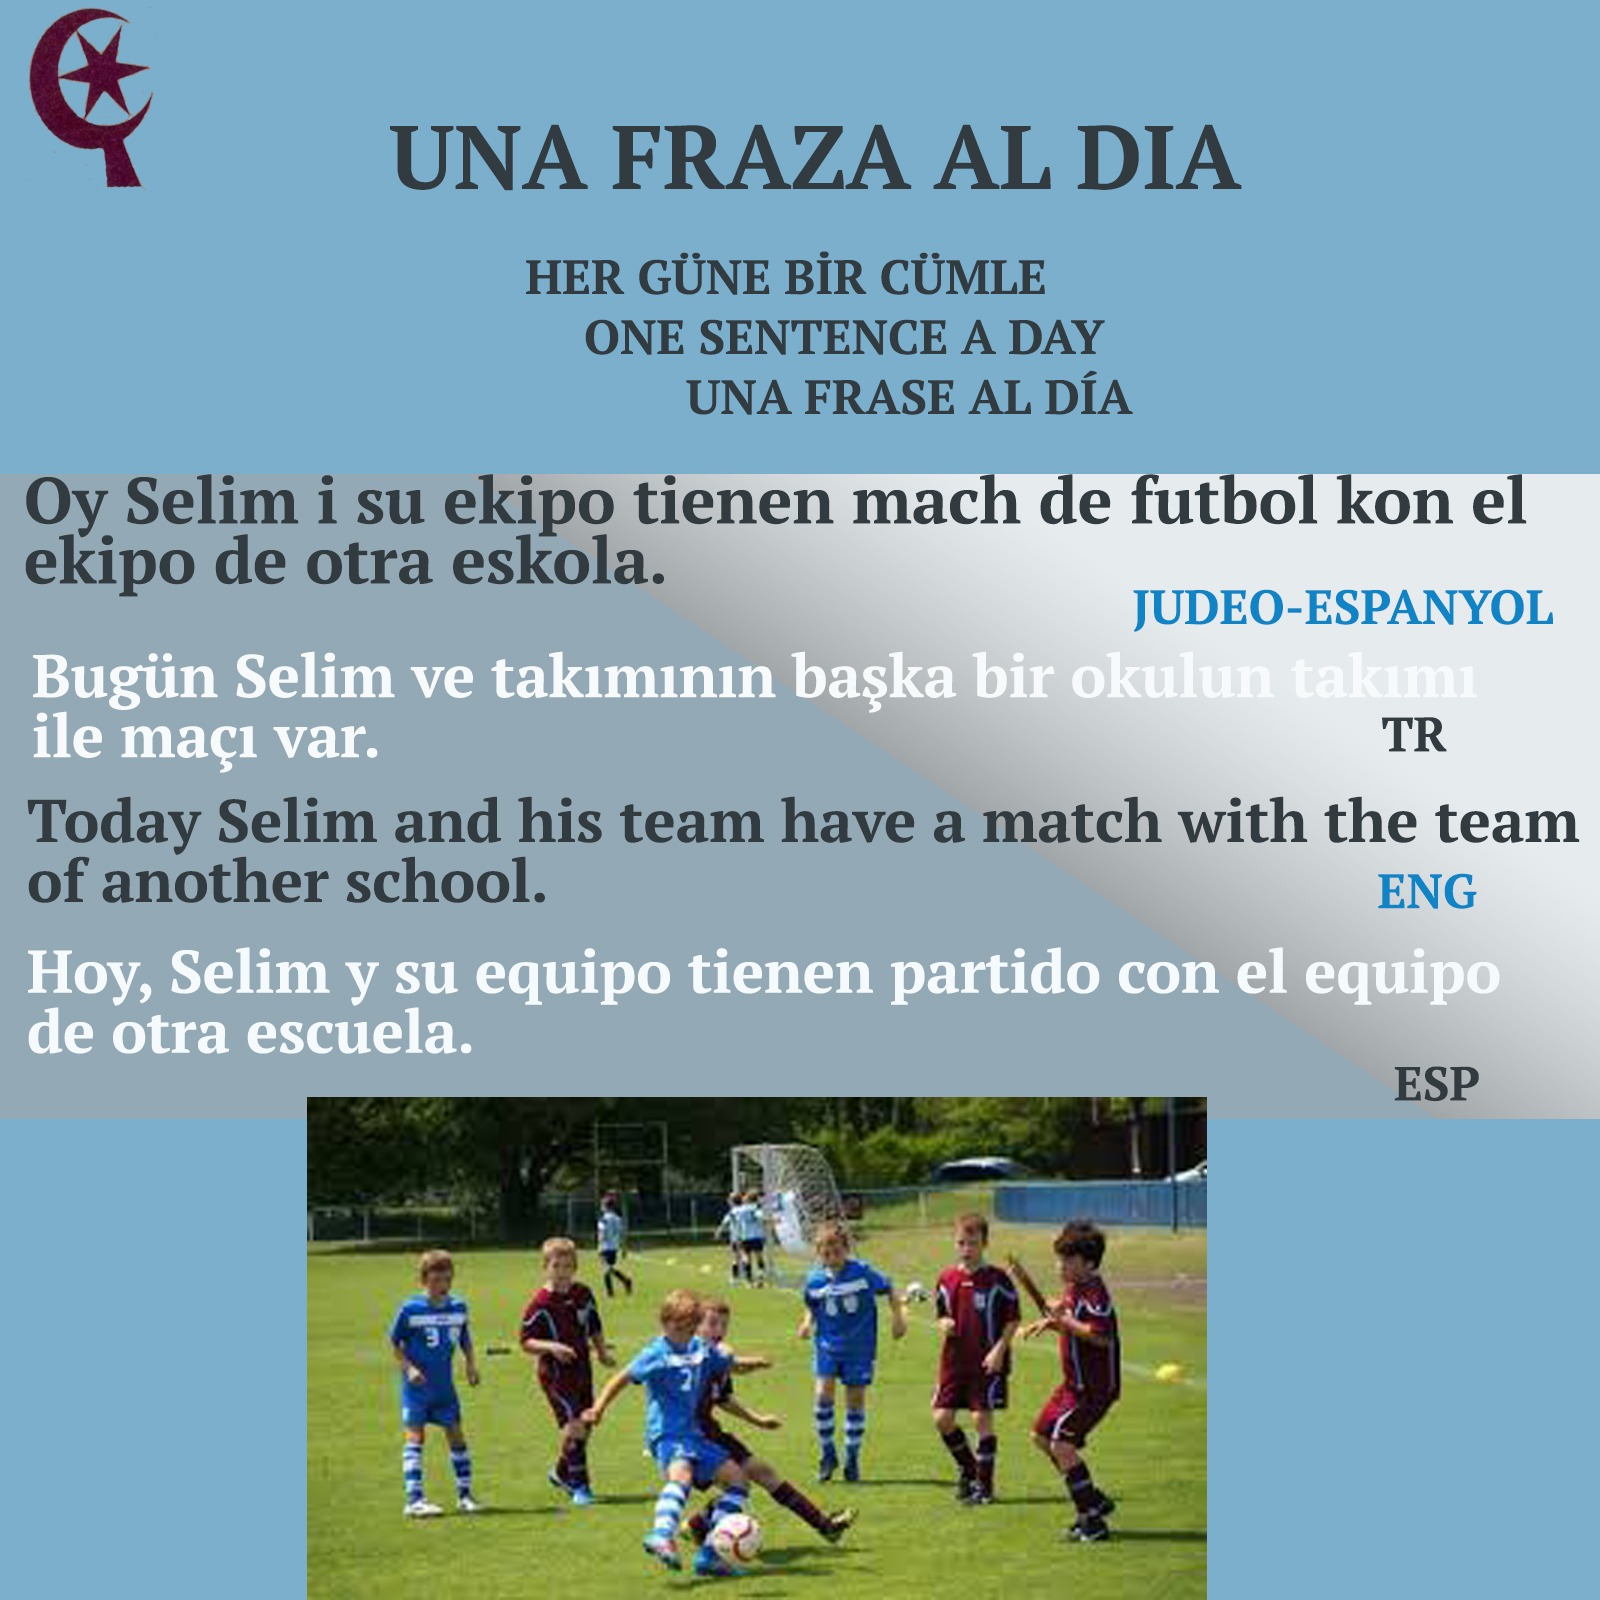 UNA FRAZA AL DIA
HER GÜNE BİR CÜMLE
ONE SENTENCE A DAY
UNA FRASE AL DÍA
Oy Selim i su ekipo tienen mach de futbol kon el
ekipo de otra eskola.
JUDEO-ESPANYOL
Bugün Selim ve takımının başka bir okulun takımı
ile maçı var.
TR
Today Selim and his team have a match with the team
of another school.
ENG
Hoy, Selim y su equipo tienen partido con el equipo
de otra escuela.
ESP